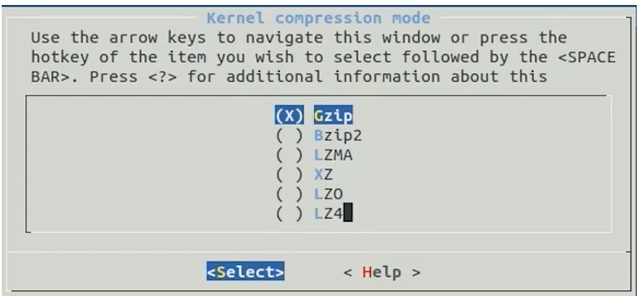 Kernel compression mode
Use the arrow keys to navigate this window or press the
hotkey of the item you wish to select followed by the <SPACE
BAR>. Press <?> for additional information about this
(X) Gzip
( ) Bzip2
( ) LZMA
( ) XZ
( ) LZO
( ) LZ4
<Select> < Help >